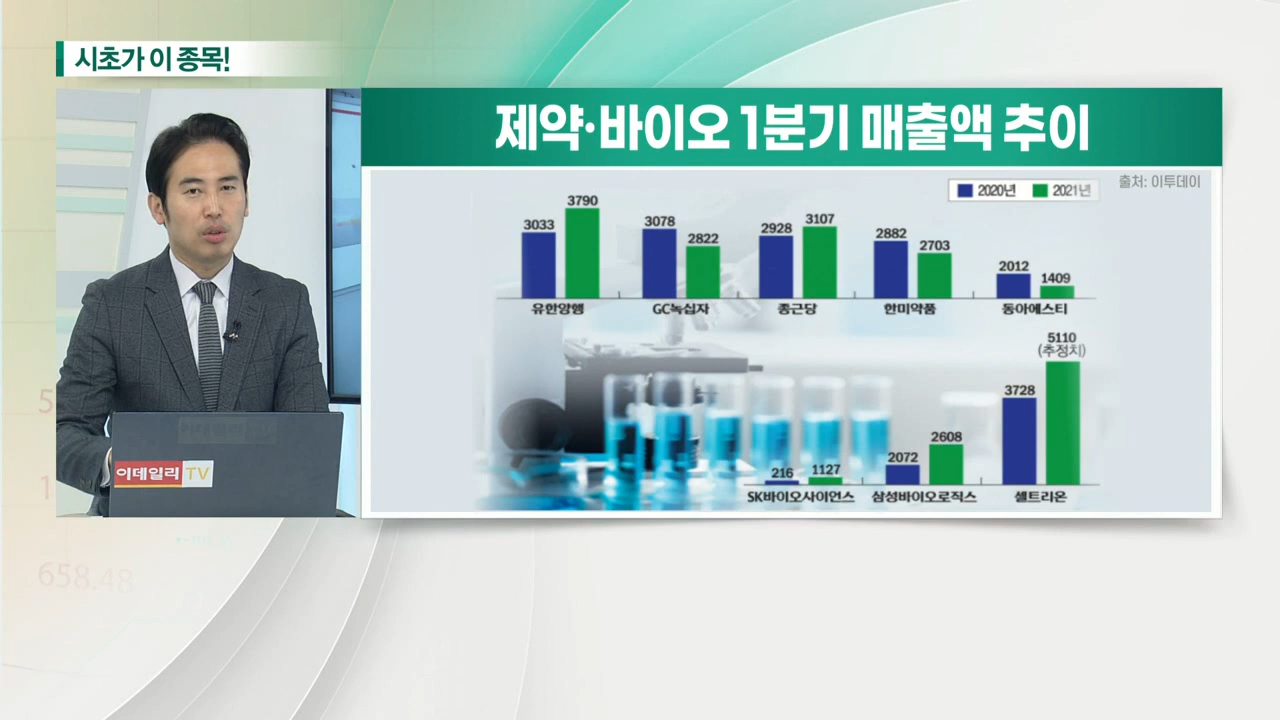 시초가 이 종목!
제약·바이오 1분기 매출액 추이
출처: 이투데이
2020년 2021년
3033 3790 3078 2822 2928 3107 2882 2703 2012 1409
유한양행 GC녹십자 종근당 한미약품 동아에스티
5110
(추정치)
216 1127 2072 2608 3728
SK바이오사이언스 삼성바이오로직스 셀트리온
이데일리 TV
658.48